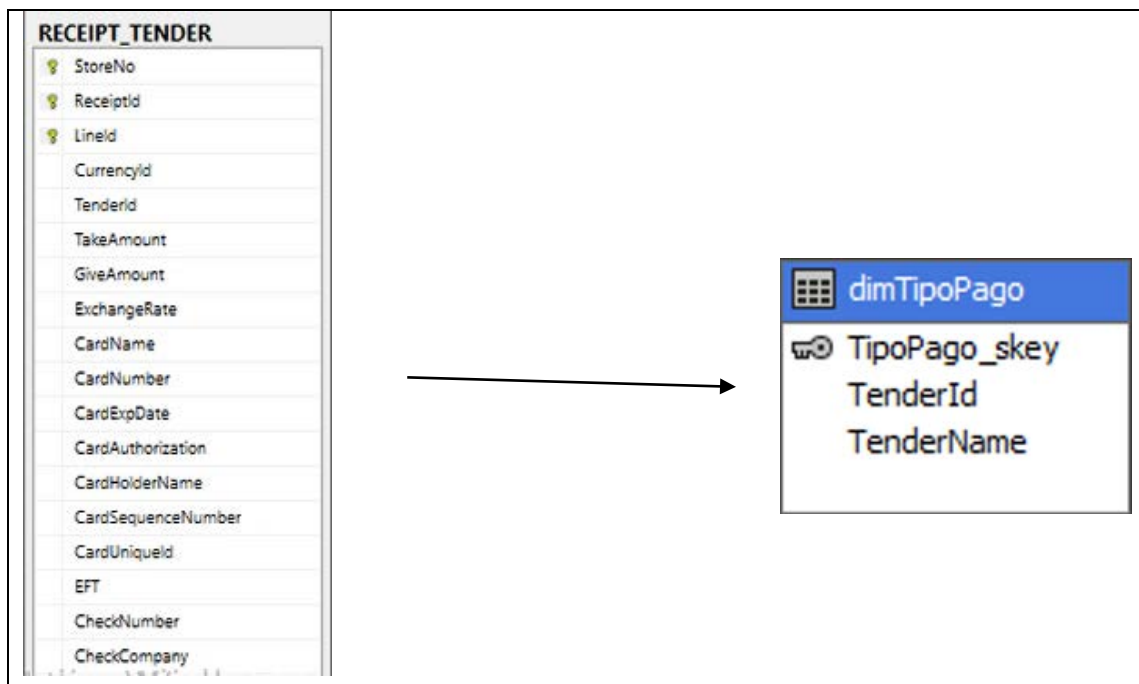 RECEIPT_TENDER
StoreNo
ReceiptId
LineId
CurrencyId
TenderId
TakeAmount
GiveAmount
ExchangeRate
CardName
CardNumber
CardExpDate
CardAuthorization
CardHolderName
CardSequenceNumber
CardUniqueId
EFT
CheckNumber
CheckCompany
dimTipoPago
TipoPago_skey
TenderId
TenderName